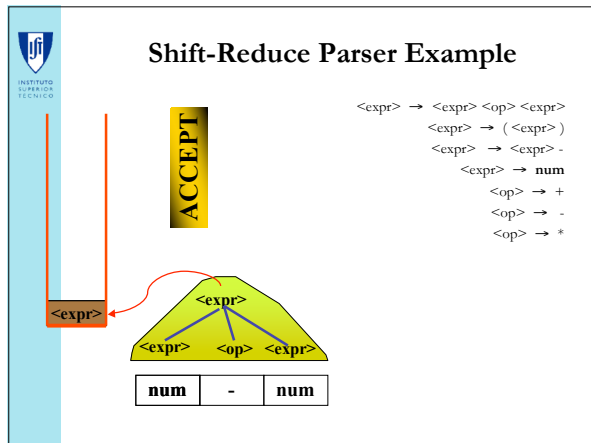 Shift-Reduce Parser Example
IST
INSTITUTO
SUPERIOR
TÉCNICO
<expr> → <expr> <op> <expr>
<expr> → ( <expr> )
<expr> → <expr> -
<expr> → num
<op> → +
<op> → -
<op> → *
ACCEPT
<expr>
<expr>
<expr> <op> <expr>
num - num